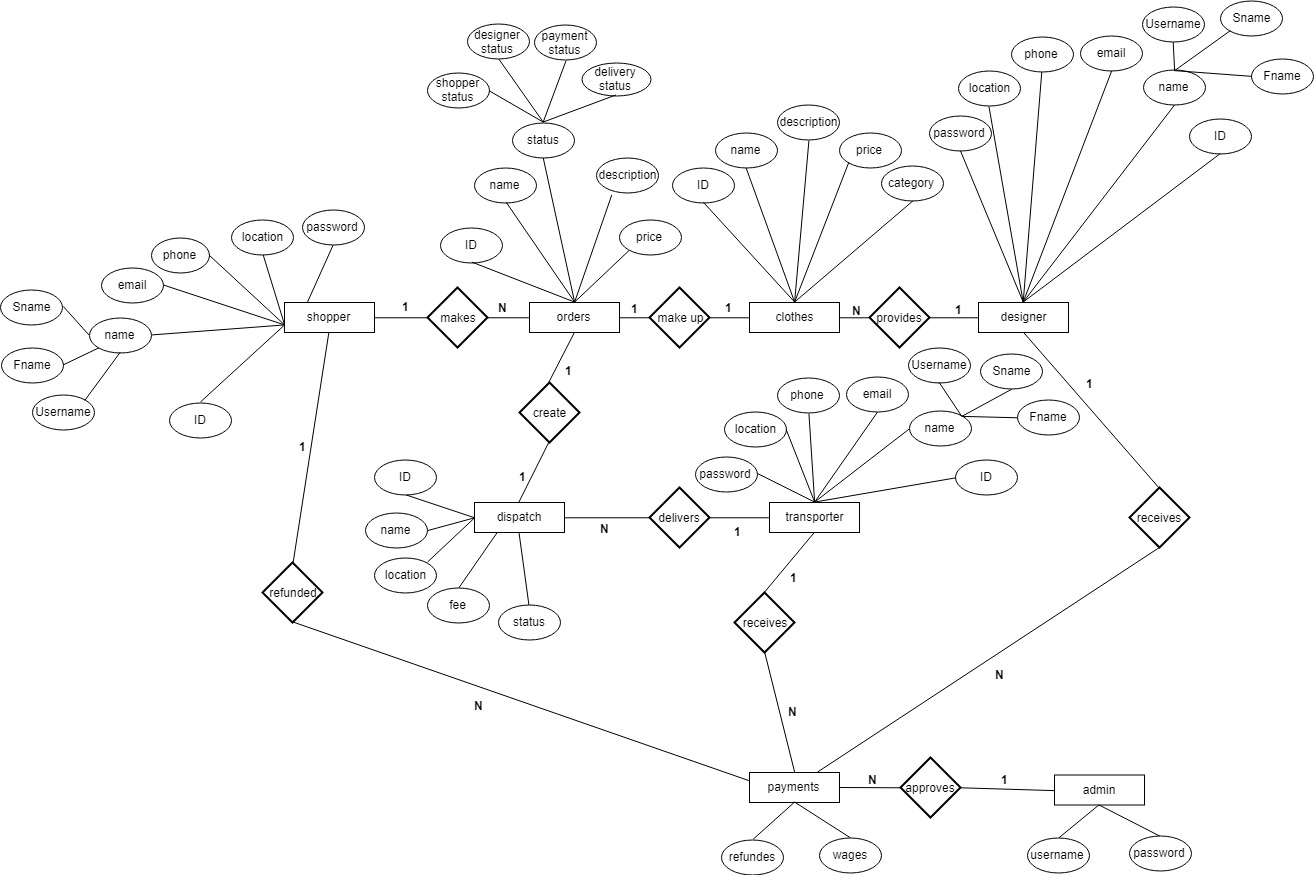 Username
Sname
Fname
name
phone
email
location
password
ID
designer
status
payment
status
shopper
status
delivery
status
status
name
description
ID
price
description
name
price
ID
category
password
location
phone
email
Sname
name
Fname
Username
ID
shopper
1
makes
N
orders
1
make up
1
clothes
N
provides
1
designer
1
create
1
1
1
Username
Sname
phone
email
name
Fname
location
password
ID
ID
name
location
fee
status
dispatch
N
delivers
1
transporter
receives
refunded
1
receives
N
N
N
payments
N
approves
1
admin
refundes
wages
username
password